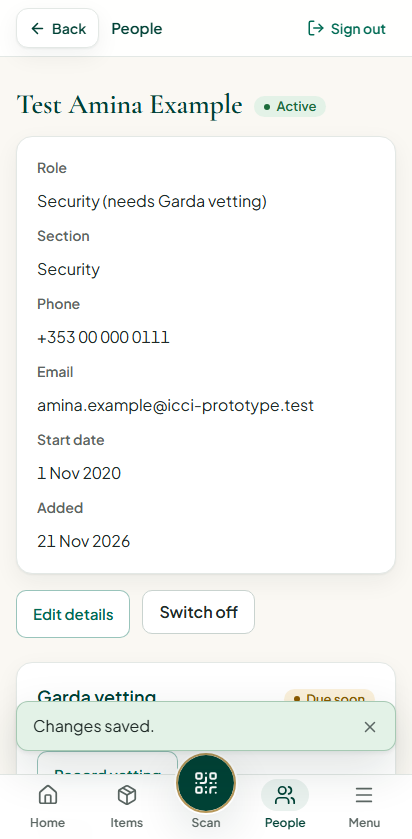 Back
People
Sign out
Test Amina Example
Active
Role
Security (needs Garda vetting)
Section
Security
Phone
+353 00 000 0111
Email
amina.example@icci-prototype.test
Start date
1 Nov 2020
Added
21 Nov 2026
Edit details
Switch off
Garda vetting
Due soon
Changes saved.
Record vetting
Home
Items
Scan
People
Menu